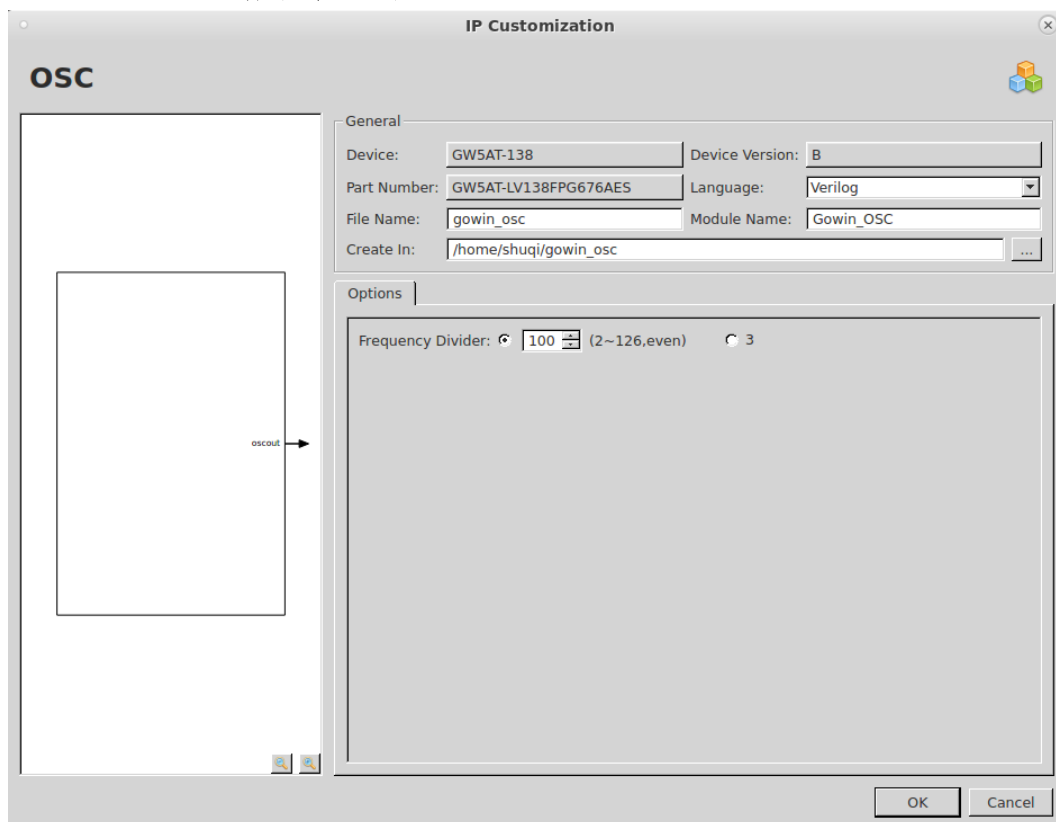 IP Customization
OSC
General
Device: GW5AT-138 Device Version: B
Part Number: GW5AT-LV138FPG676AES Language: Verilog
File Name: gowin_osc Module Name: Gowin_OSC
Create In: /home/shuqi/gowin_osc ...
Options
Frequency Divider: 100 (2~126,even) 3
oscout
OK Cancel